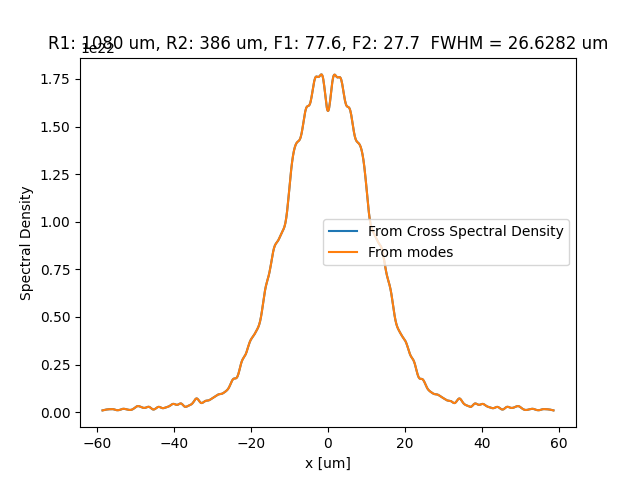 R1: 1080 um, R2: 386 um, F1: 77.6, F2: 27.7  FWHM = 26.6282 um
1e22
1.75
1.50
1.25
1.00
0.75
0.50
0.25
0.00
Spectral Density
From Cross Spectral Density
From modes
−60 −40 −20 0 20 40 60
x [um]